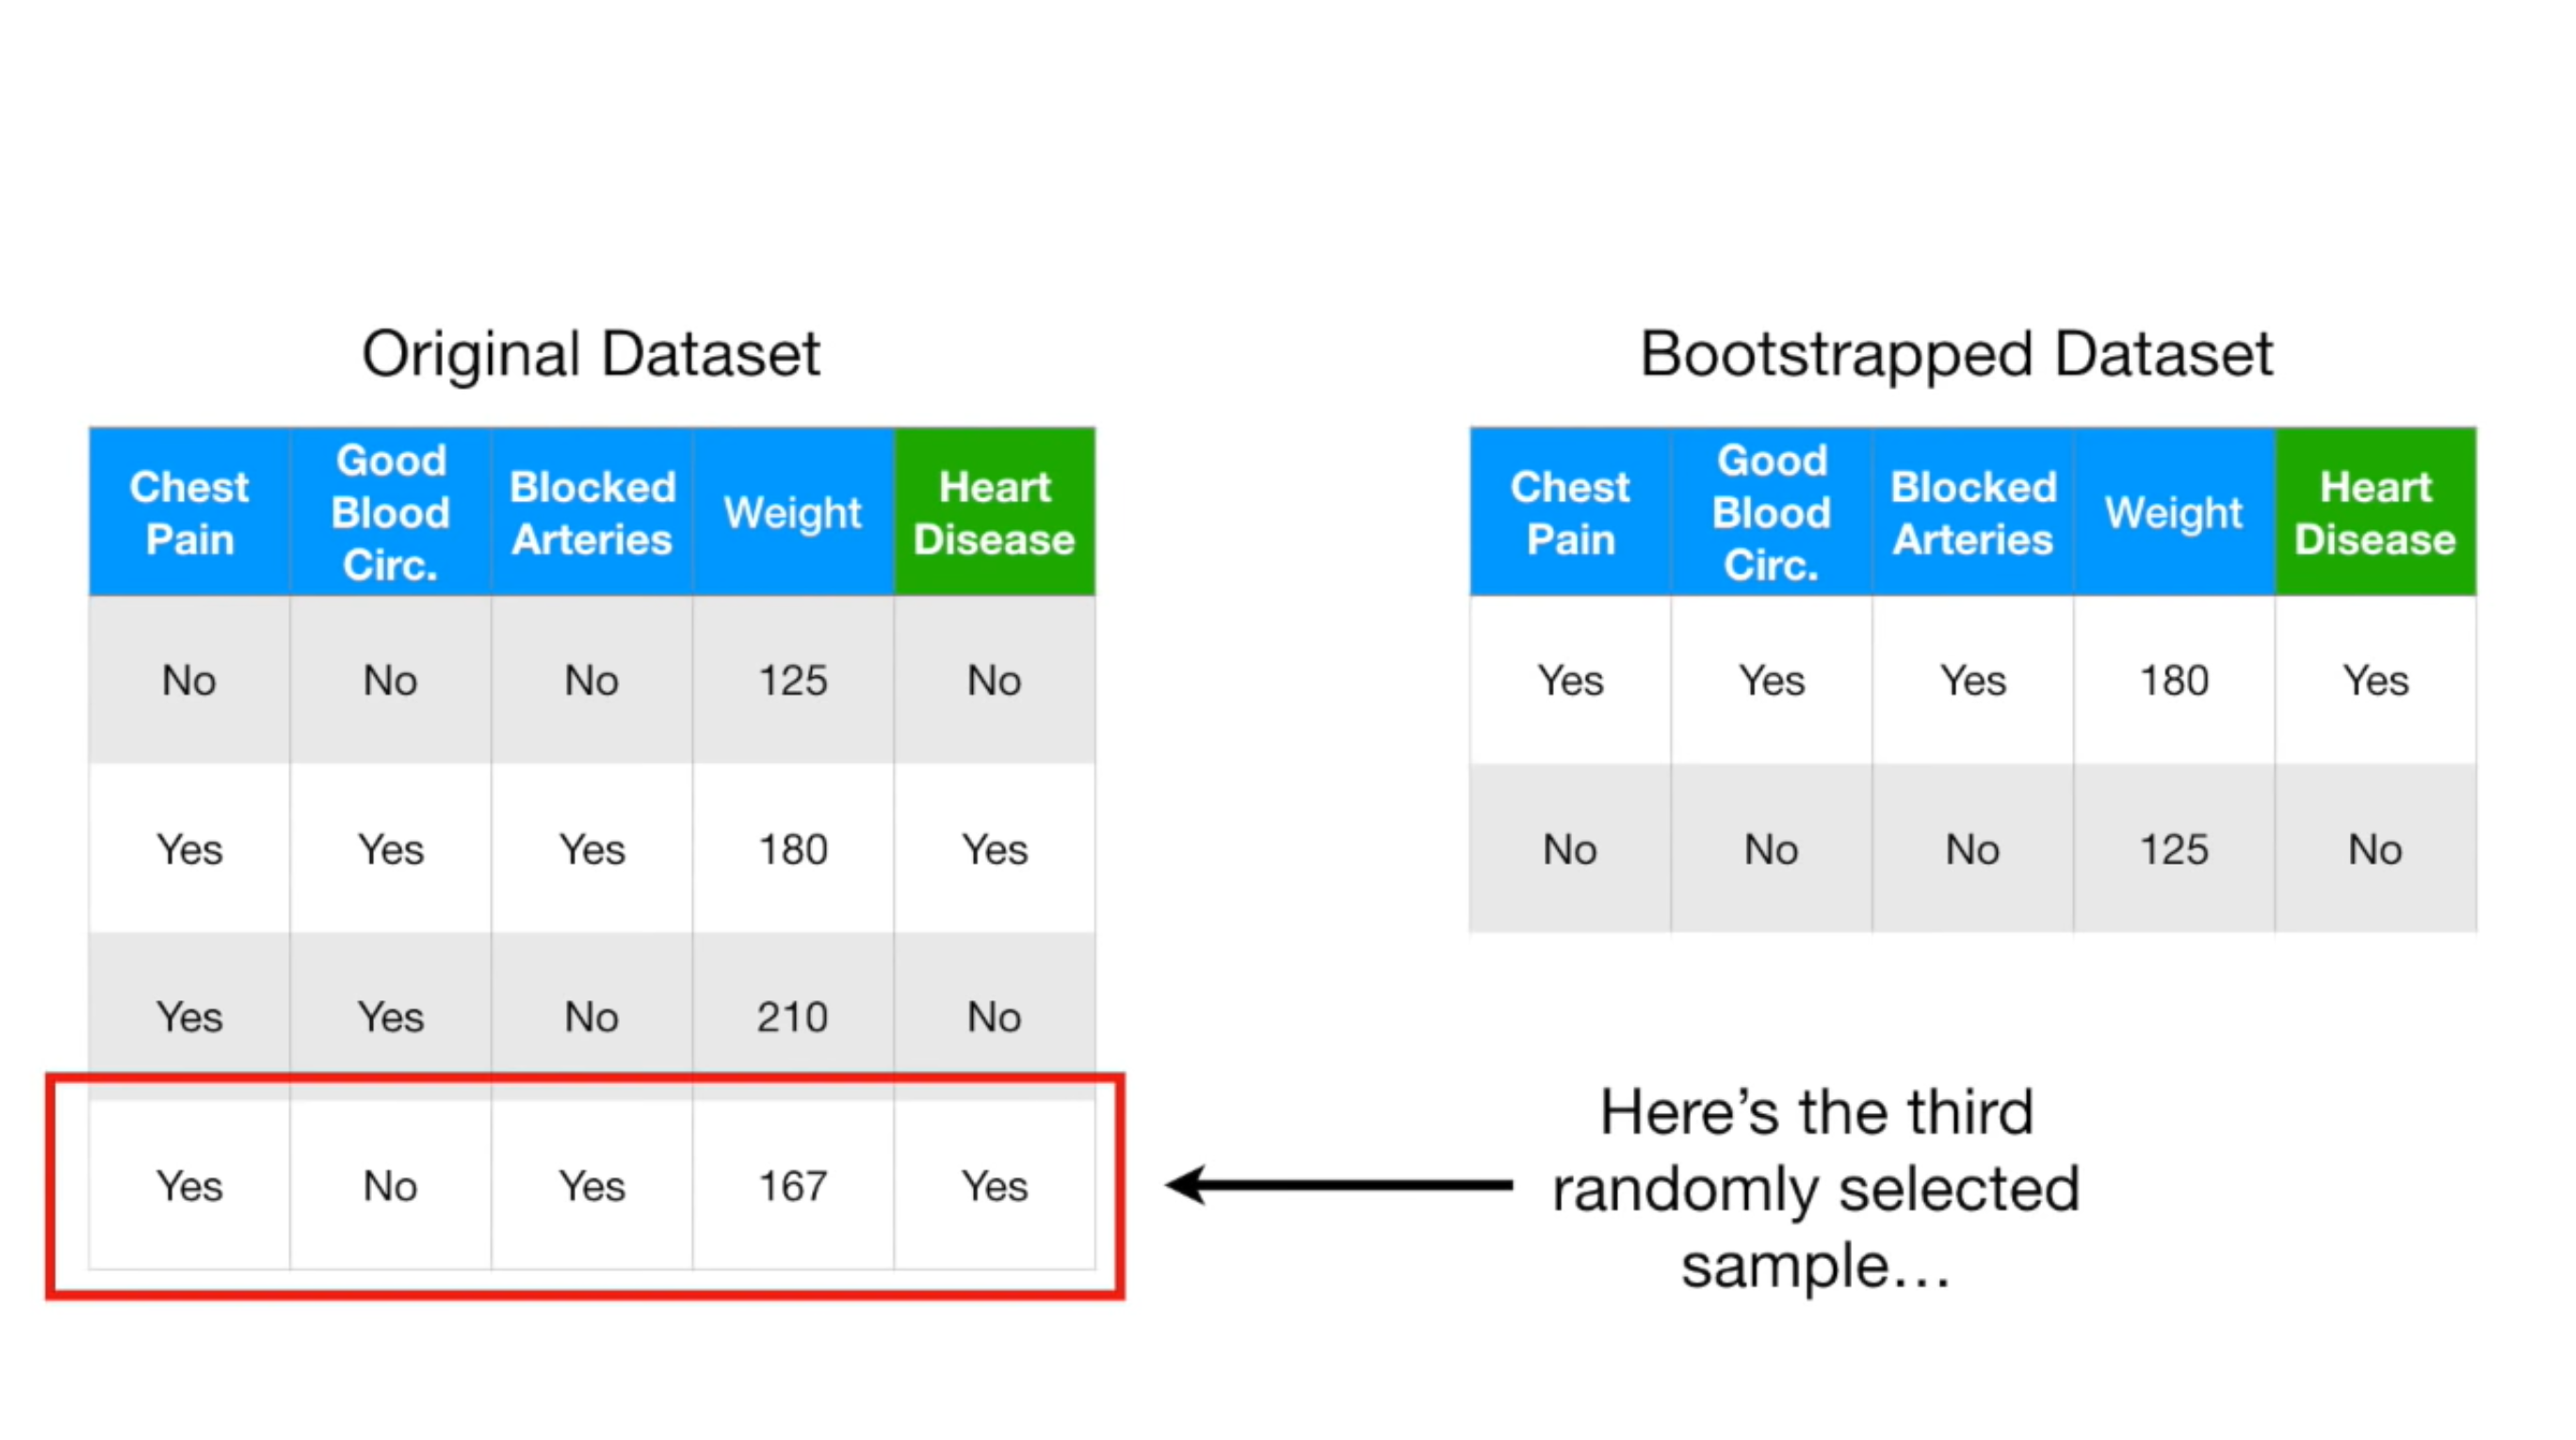 Original Dataset
Chest Pain Good Blood Circ. Blocked Arteries Weight Heart Disease
No No No 125 No
Yes Yes Yes 180 Yes
Yes Yes No 210 No
Yes No Yes 167 Yes
Bootstrapped Dataset
Chest Pain Good Blood Circ. Blocked Arteries Weight Heart Disease
Yes Yes Yes 180 Yes
No No No 125 No
Here's the third
randomly selected
sample…